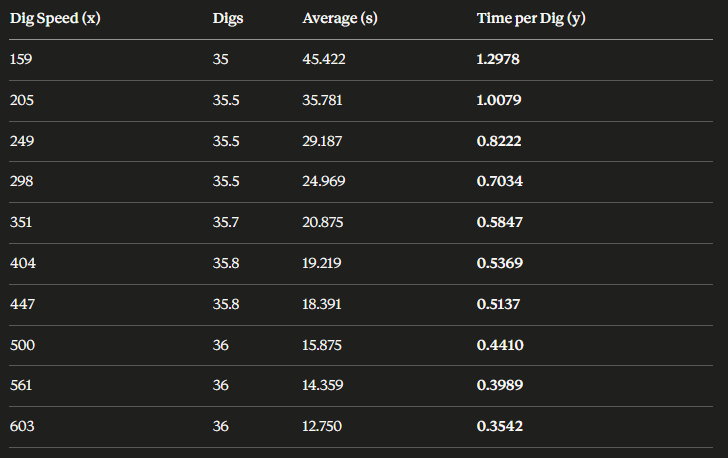 Dig Speed (x) Digs Average (s) Time per Dig (y)
159 35 45.422 1.2978
205 35.5 35.781 1.0079
249 35.5 29.187 0.8222
298 35.5 24.969 0.7034
351 35.7 20.875 0.5847
404 35.8 19.219 0.5369
447 35.8 18.391 0.5137
500 36 15.875 0.4410
561 36 14.359 0.3989
603 36 12.750 0.3542